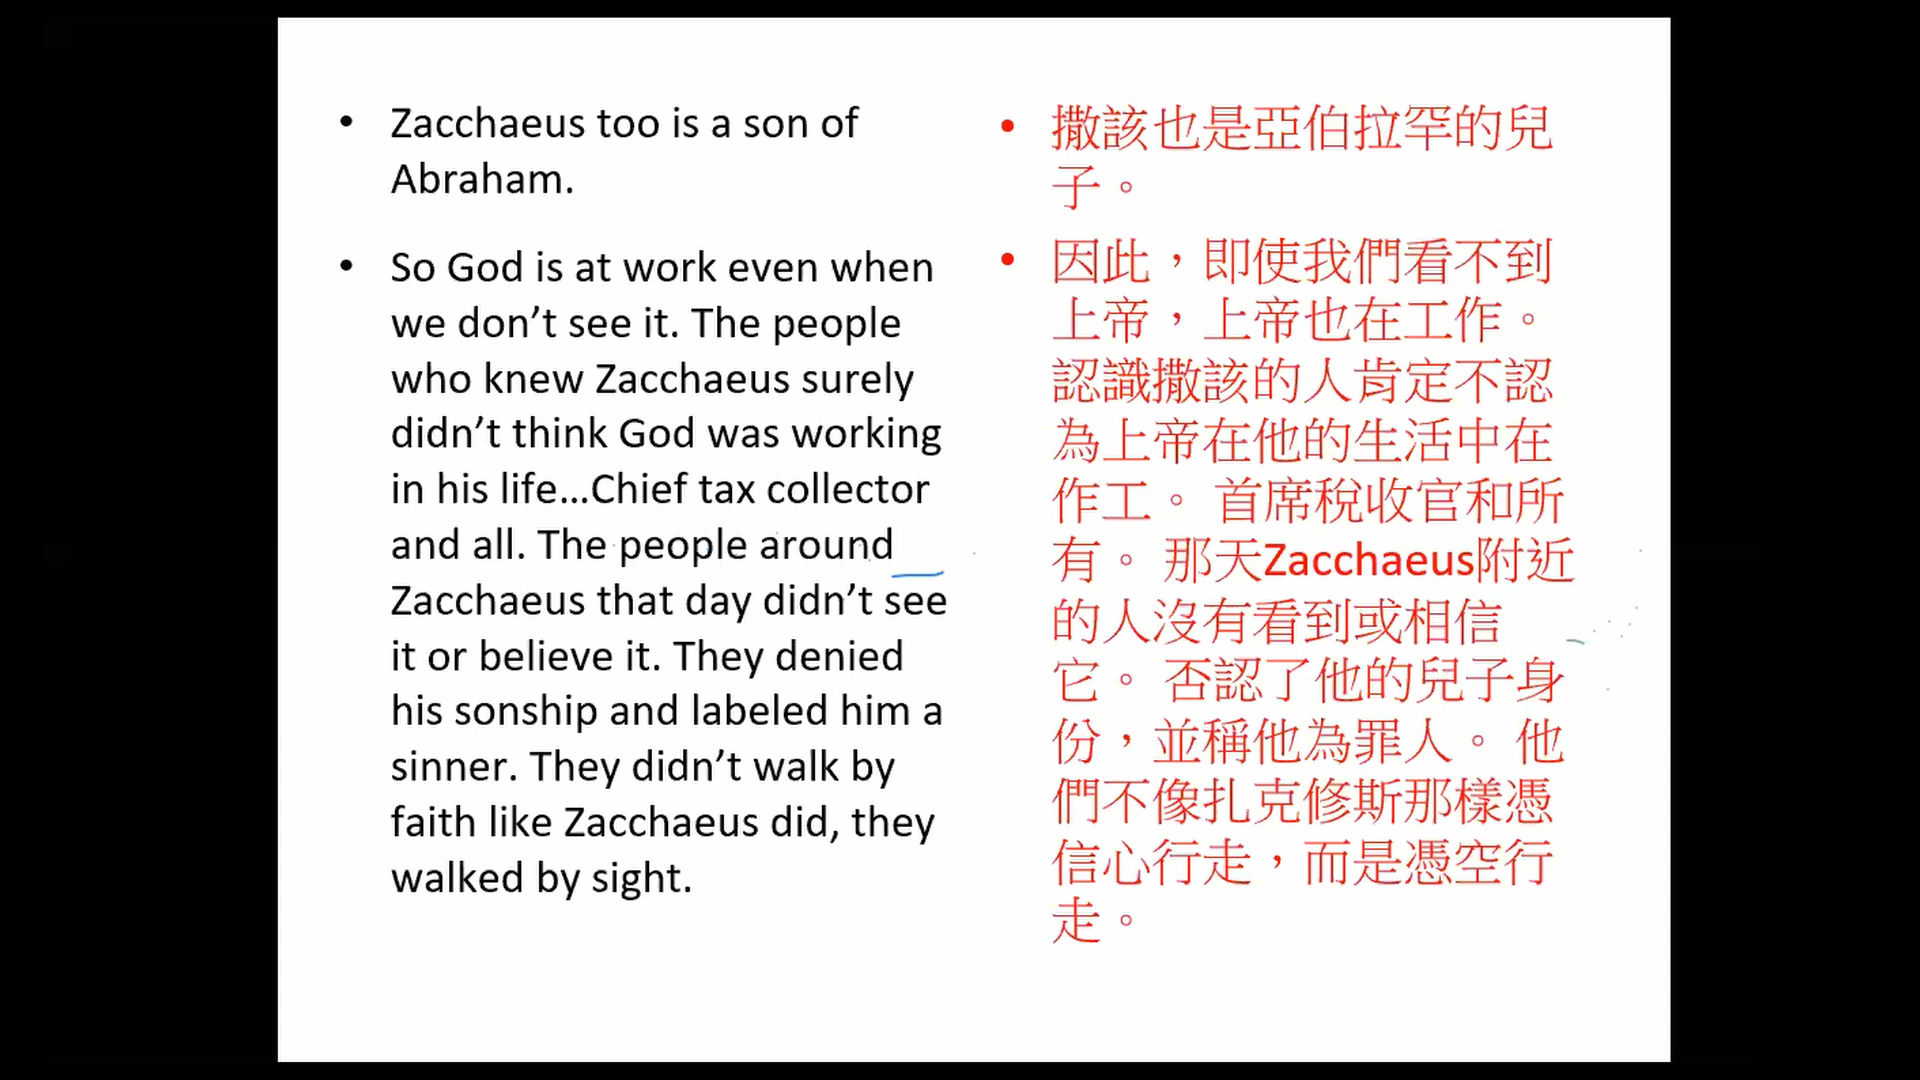 • Zacchaeus too is a son of
Abraham.
• So God is at work even when
we don’t see it. The people
who knew Zacchaeus surely
didn’t think God was working
in his life…Chief tax collector
and all. The people around
Zacchaeus that day didn’t see
it or believe it. They denied
his sonship and labeled him a
sinner. They didn’t walk by
faith like Zacchaeus did, they
walked by sight.
• 撒該也是亞伯拉罕的兒
子。
• 因此，即使我們看不到
上帝，上帝也在工作。
認識撒該的人肯定不認
為上帝在他的生活中在
作工。 首席稅收官和所
有。 那天Zacchaeus附近
的人沒有看到或相信
它。 否認了他的兒子身
份，並稱他為罪人。 他
們不像扎克修斯那樣憑
信心行走，而是憑空行
走。